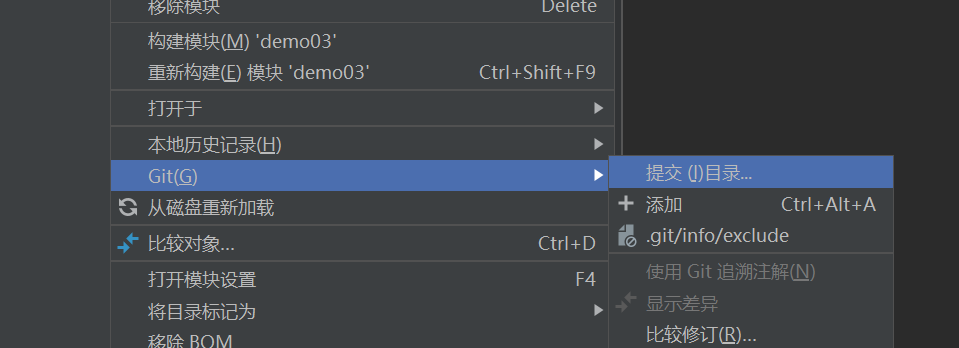 移除模块 Delete
构建模块(M) 'demo03'
重新构建(E) 模块 'demo03' Ctrl+Shift+F9
打开于
本地历史记录(H)
Git(G)
从磁盘重新加载
比较对象... Ctrl+D
打开模块设置 F4
将目录标记为
移除 BOM
提交 (I)目录...
添加 Ctrl+Alt+A
.git/info/exclude
使用 Git 追溯注解(N)
显示差异
比较修订(R)...